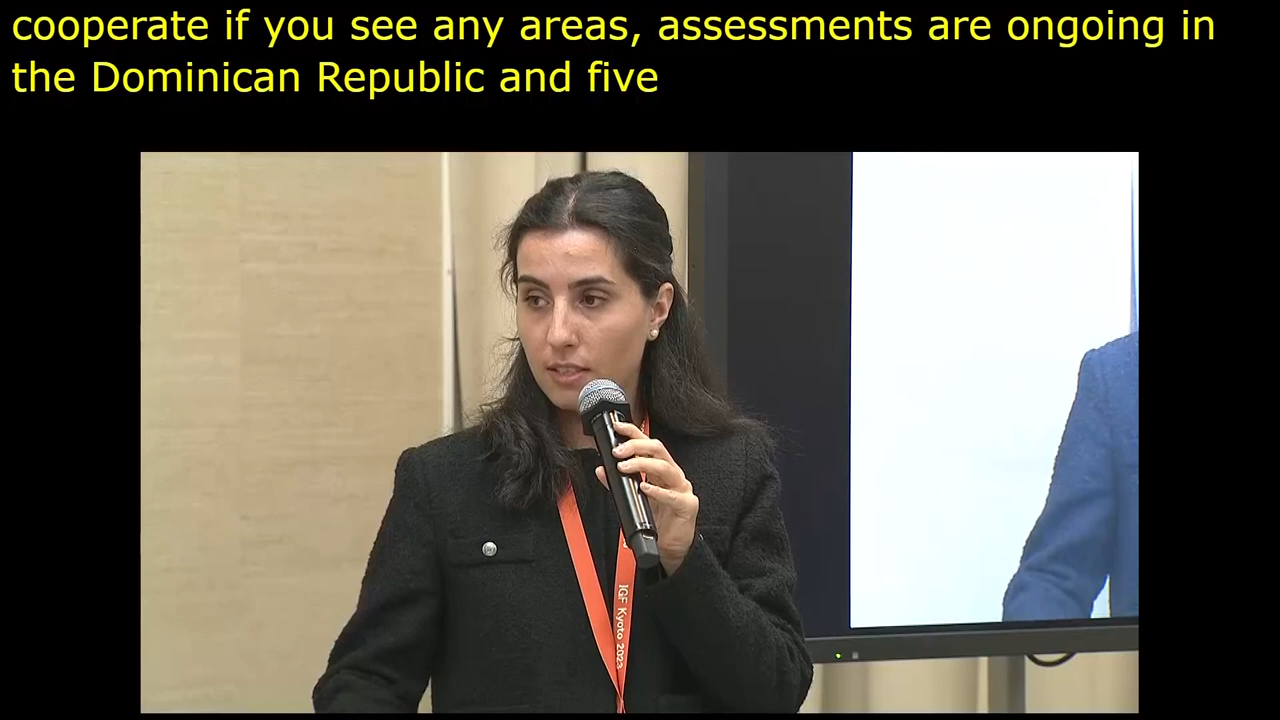 cooperate if you see any areas, assessments are ongoing in
the Dominican Republic and five
IGF Kyoto 2023